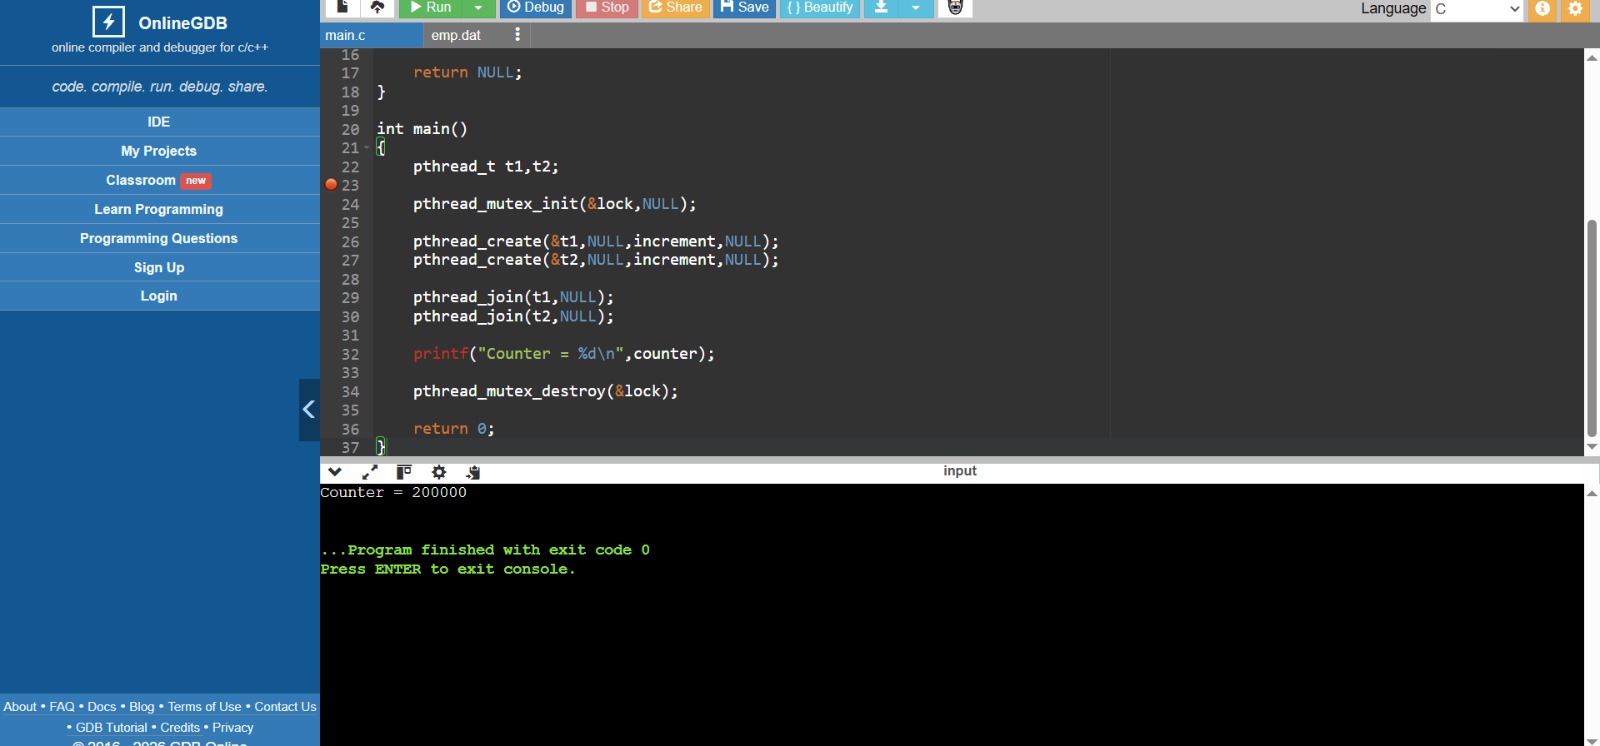 OnlineGDB
online compiler and debugger for c/c++
code. compile. run. debug. share.
IDE
My Projects
Classroom new
Learn Programming
Programming Questions
Sign Up
Login
About • FAQ • Docs • Blog • Terms of Use • Contact Us
• GDB Tutorial • Credits • Privacy
© 2016 - 2026 GDB Online
Run Debug Stop Share Save { } Beautify Language C
main.c emp.dat
16
17 return NULL;
18 }
19
20 int main()
21 {
22 pthread_t t1,t2;
23
24 pthread_mutex_init(&lock,NULL);
25
26 pthread_create(&t1,NULL,increment,NULL);
27 pthread_create(&t2,NULL,increment,NULL);
28
29 pthread_join(t1,NULL);
30 pthread_join(t2,NULL);
31
32 printf("Counter = %d\n",counter);
33
34 pthread_mutex_destroy(&lock);
35
36 return 0;
37 }
input
Counter = 200000
...Program finished with exit code 0
Press ENTER to exit console.